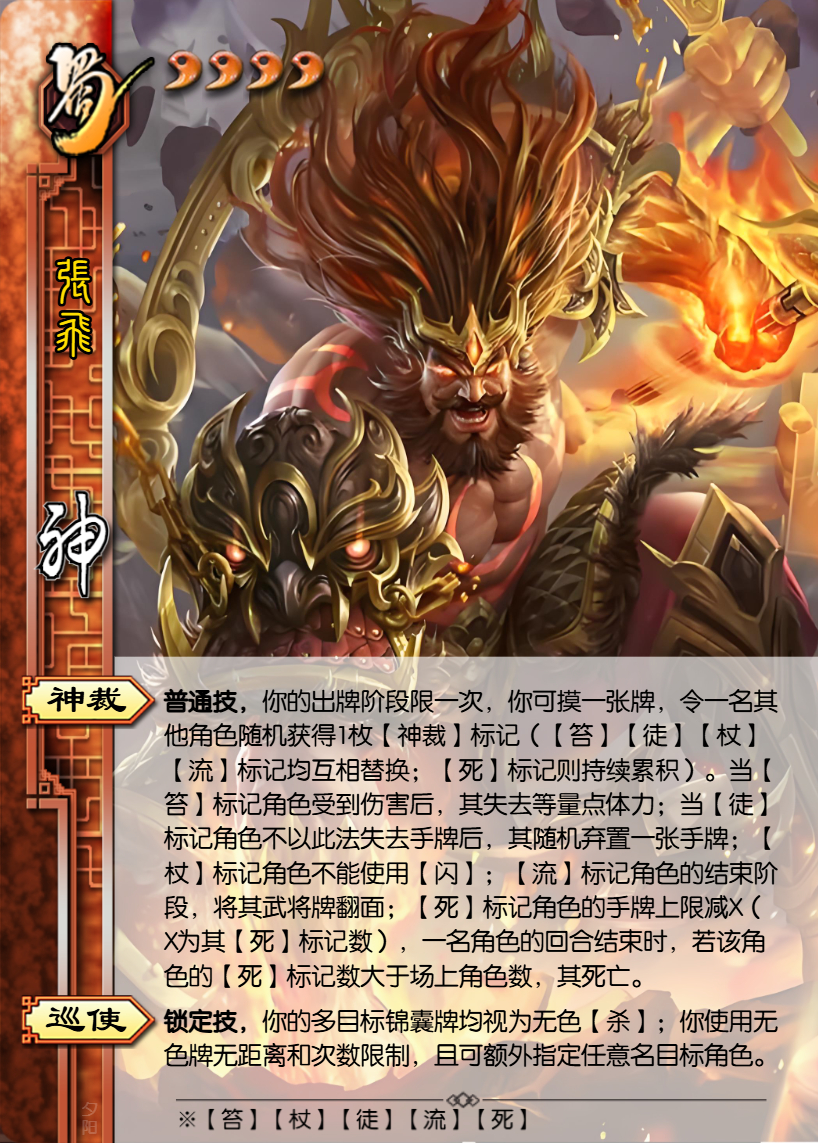 蜀
張飛
神
神裁
普通技，你的出牌阶段限一次，你可摸一张牌，令一名其
他角色随机获得1枚【神裁】标记（【笞】【徒】【杖】
【流】标记均互相替换；【死】标记则持续累积）。当【
笞】标记角色受到伤害后，其失去等量点体力；当【徒】
标记角色不以此法失去手牌后，其随机弃置一张手牌；【
杖】标记角色不能使用【闪】；【流】标记角色的结束阶
段，将其武将牌翻面；【死】标记角色的手牌上限减X（
X为其【死】标记数），一名角色的回合结束时，若该角
色的【死】标记数大于场上角色数，其死亡。
巡使
锁定技，你的多目标锦囊牌均视为无色【杀】；你使用无
色牌无距离和次数限制，且可额外指定任意名目标角色。
※【笞】【杖】【徒】【流】【死】
夕阳